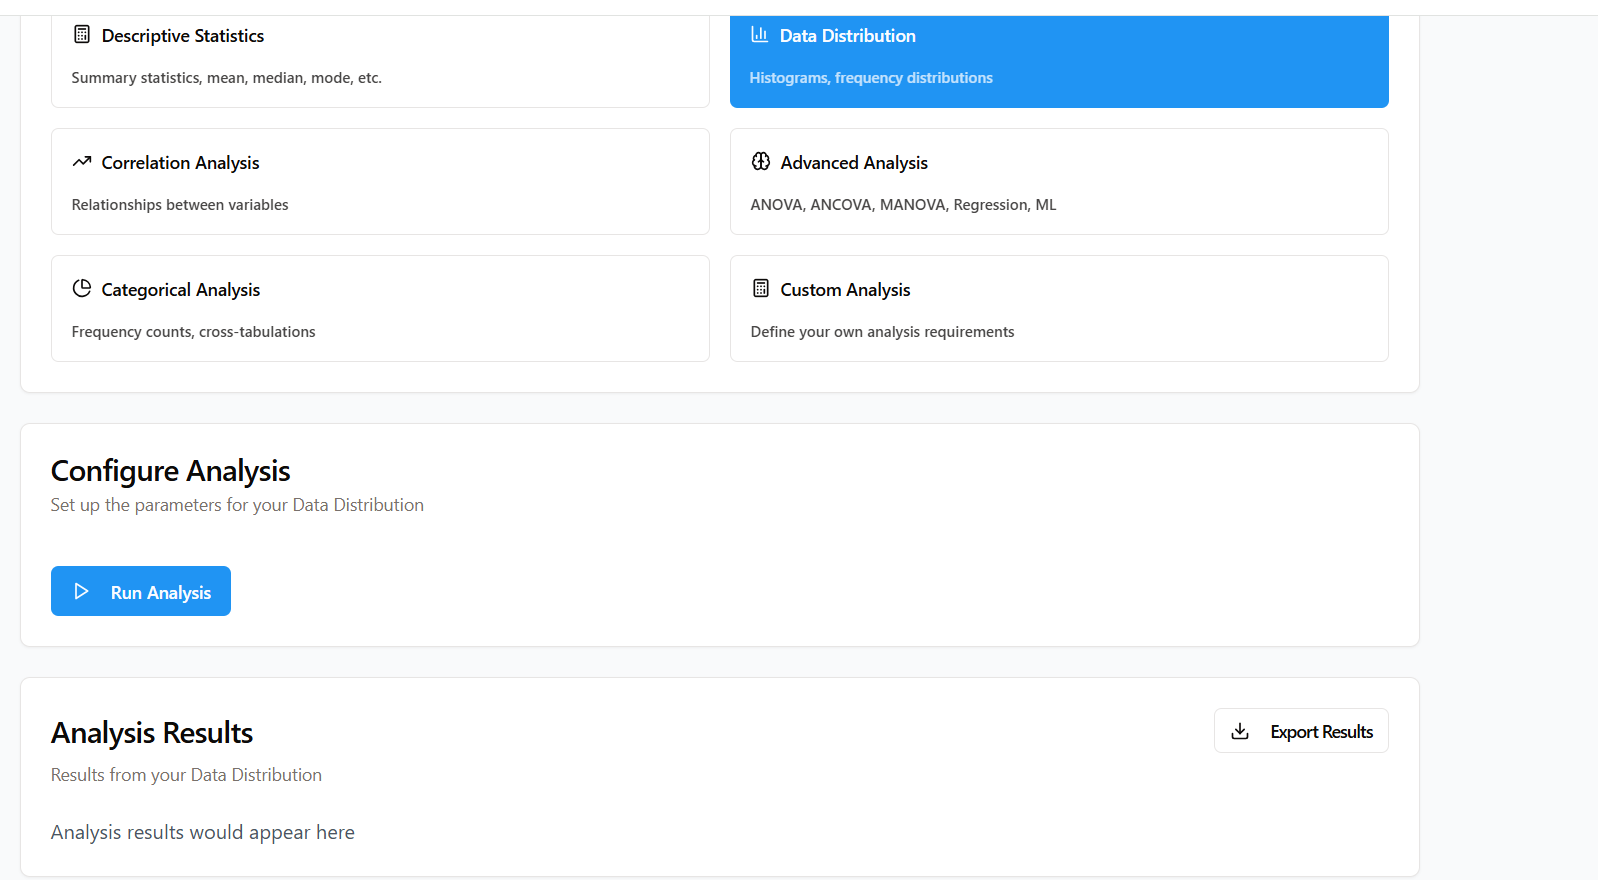 Descriptive Statistics
Summary statistics, mean, median, mode, etc.
Data Distribution
Histograms, frequency distributions
Correlation Analysis
Relationships between variables
Advanced Analysis
ANOVA, ANCOVA, MANOVA, Regression, ML
Categorical Analysis
Frequency counts, cross-tabulations
Custom Analysis
Define your own analysis requirements
Configure Analysis
Set up the parameters for your Data Distribution
Run Analysis
Analysis Results
Export Results
Results from your Data Distribution
Analysis results would appear here